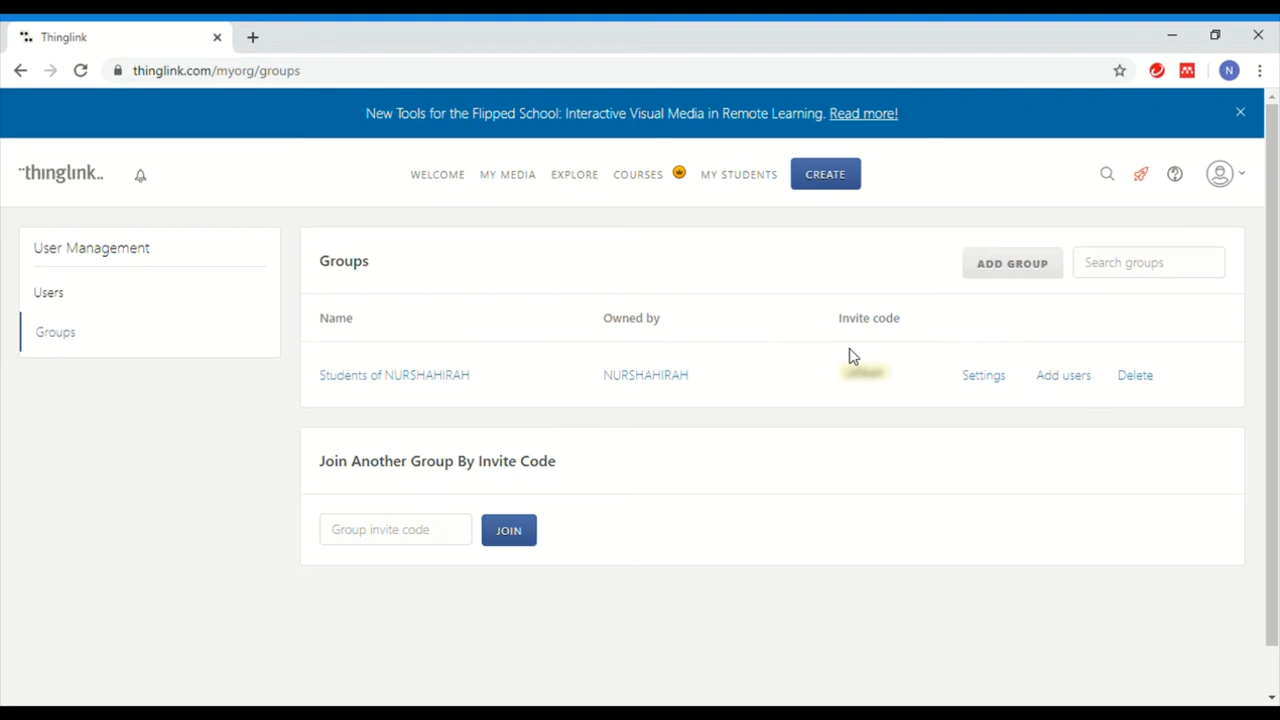 Thinglink
thinglink.com/myorg/groups
N
New Tools for the Flipped School: Interactive Visual Media in Remote Learning. Read more!
thinglink..
WELCOME MY MEDIA EXPLORE COURSES MY STUDENTS CREATE
User Management
Users
Groups
Groups
ADD GROUP
Search groups
Name Owned by Invite code
Students of NURSHAHIRAH NURSHAHIRAH Settings Add users Delete
Join Another Group By Invite Code
Group invite code JOIN